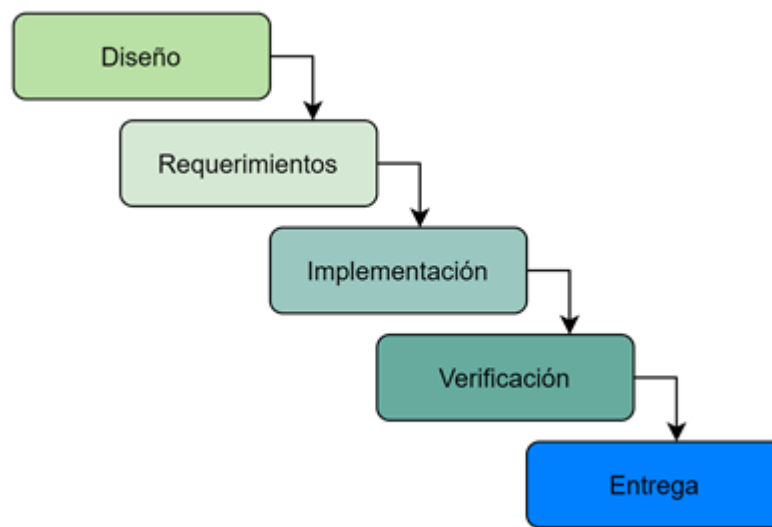 Diseño
Requerimientos
Implementación
Verificación
Entrega